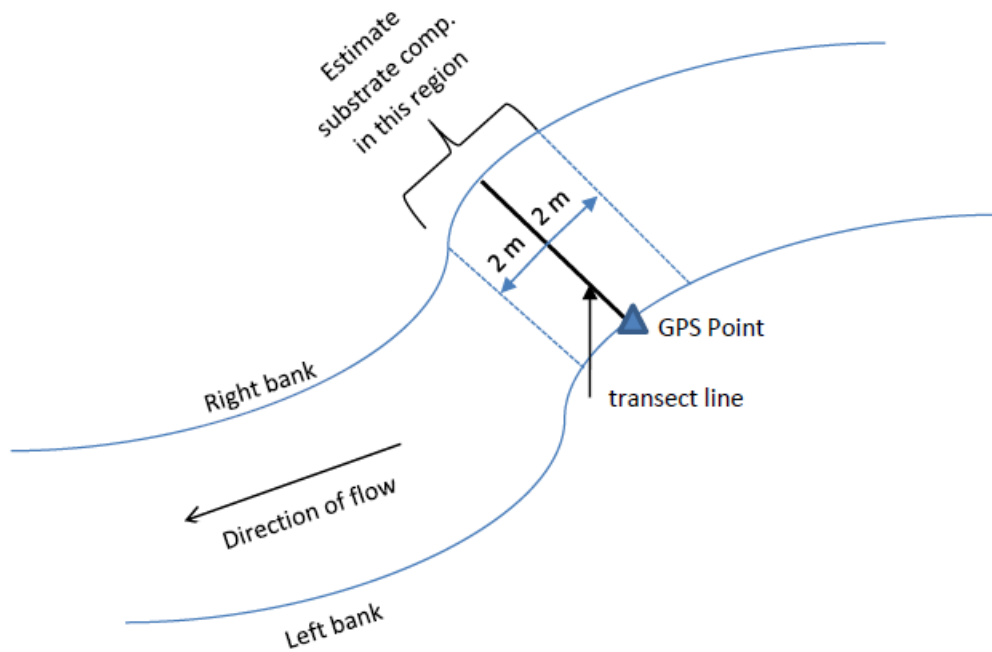 Estimate
substrate comp.
in this region
2 m
2 m
GPS Point
transect line
Right bank
Direction of flow
Left bank